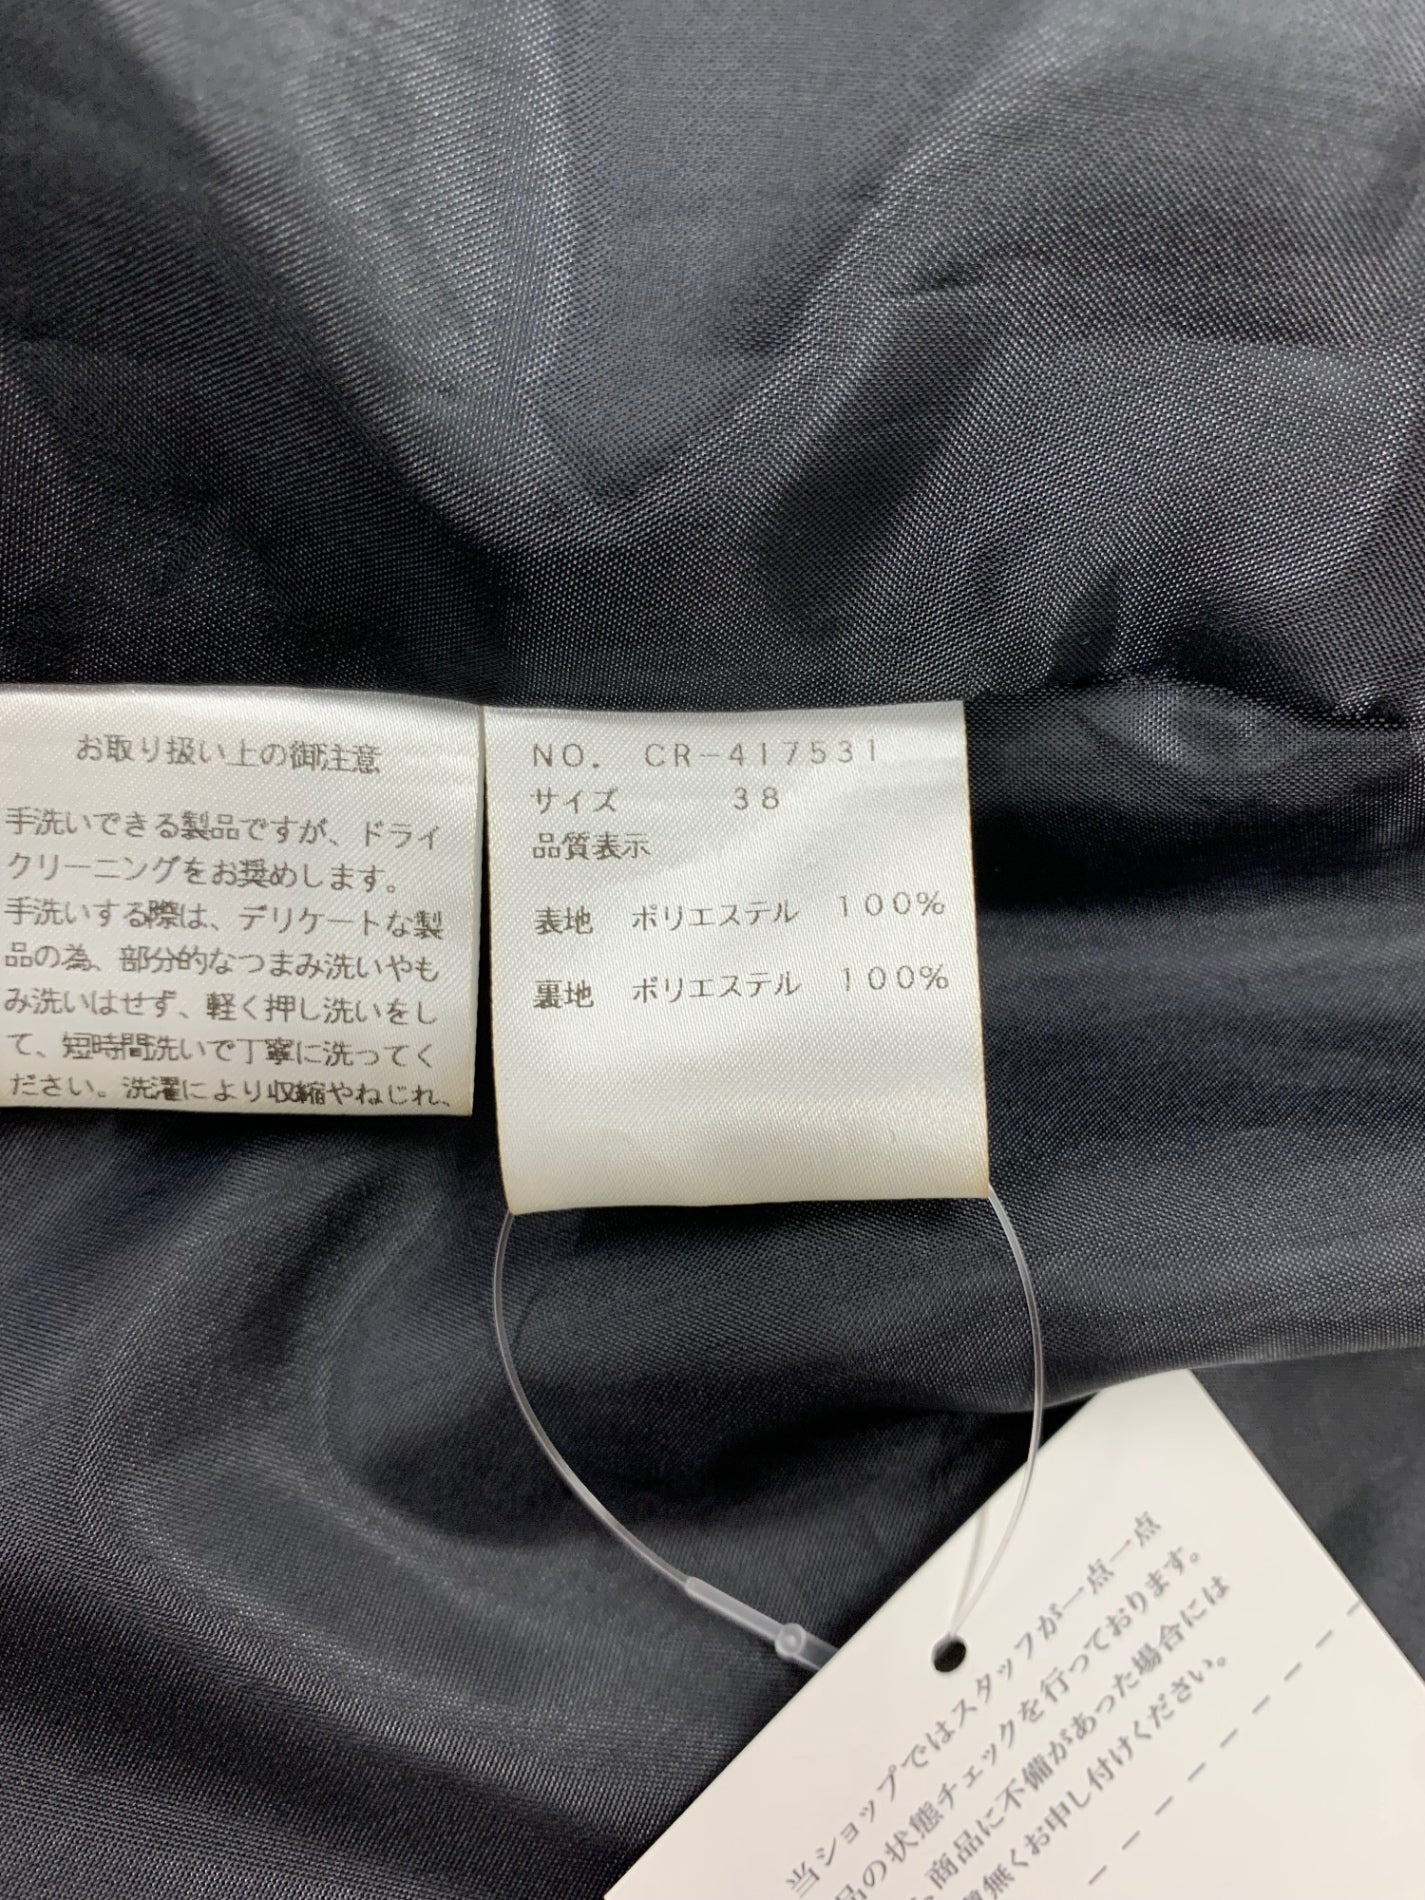 お取り扱い上の御注意
手洗いできる製品ですが、ドライ
クリーニングをお奨めします。
手洗いする際は、デリケートな製
品の為、部分的なつまみ洗いやも
み洗いはせず、軽く押し洗いをし
て、短時間洗いで丁寧に洗ってく
ださい。洗濯により収縮やねじれ、
NO. CR-417531
サイズ 38
品質表示
表地 ポリエステル 100%
裏地 ポリエステル 100%
当ショップではスタッフが一点一点
品の状態チェックを行っております。
商品に不備があった場合には
無くお申し付けください。